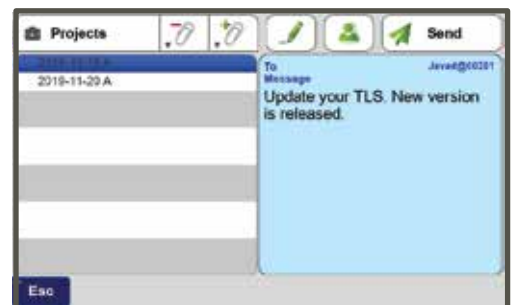 Projects
Send
2019-11-20 A
To
Message
Update your TLS. New version
is released.
Esc